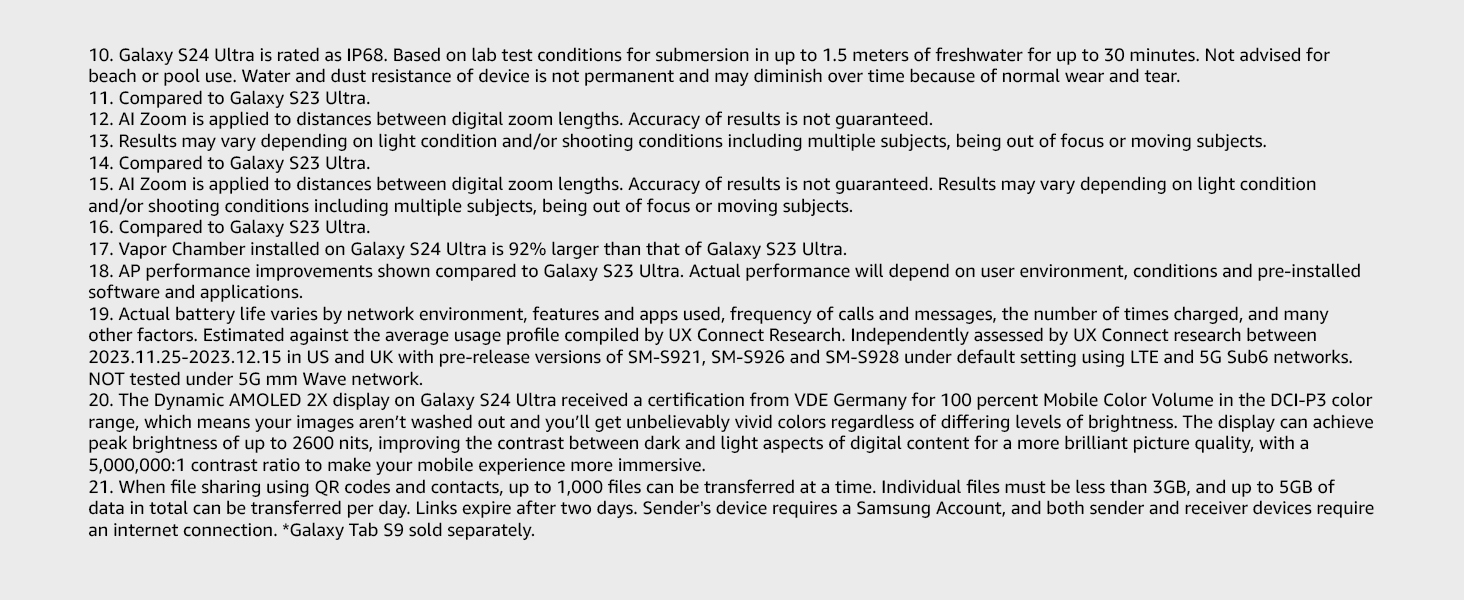 10. Galaxy S24 Ultra is rated as IP68. Based on lab test conditions for submersion in up to 1.5 meters of freshwater for up to 30 minutes. Not advised for
beach or pool use. Water and dust resistance of device is not permanent and may diminish over time because of normal wear and tear.
11. Compared to Galaxy S23 Ultra.
12. AI Zoom is applied to distances between digital zoom lengths. Accuracy of results is not guaranteed.
13. Results may vary depending on light condition and/or shooting conditions including multiple subjects, being out of focus or moving subjects.
14. Compared to Galaxy S23 Ultra.
15. AI Zoom is applied to distances between digital zoom lengths. Accuracy of results is not guaranteed. Results may vary depending on light condition
and/or shooting conditions including multiple subjects, being out of focus or moving subjects.
16. Compared to Galaxy S23 Ultra.
17. Vapor Chamber installed on Galaxy S24 Ultra is 92% larger than that of Galaxy S23 Ultra.
18. AP performance improvements shown compared to Galaxy S23 Ultra. Actual performance will depend on user environment, conditions and pre-installed
software and applications.
19. Actual battery life varies by network environment, features and apps used, frequency of calls and messages, the number of times charged, and many
other factors. Estimated against the average usage profile compiled by UX Connect Research. Independently assessed by UX Connect research between
2023.11.25-2023.12.15 in US and UK with pre-release versions of SM-S921, SM-S926 and SM-S928 under default setting using LTE and 5G Sub6 networks.
NOT tested under 5G mm Wave network.
20. The Dynamic AMOLED 2X display on Galaxy S24 Ultra received a certification from VDE Germany for 100 percent Mobile Color Volume in the DCI-P3 color
range, which means your images aren’t washed out and you’ll get unbelievably vivid colors regardless of differing levels of brightness. The display can achieve
peak brightness of up to 2600 nits, improving the contrast between dark and light aspects of digital content for a more brilliant picture quality, with a
5,000,000:1 contrast ratio to make your mobile experience more immersive.
21. When file sharing using QR codes and contacts, up to 1,000 files can be transferred at a time. Individual files must be less than 3GB, and up to 5GB of
data in total can be transferred per day. Links expire after two days. Sender's device requires a Samsung Account, and both sender and receiver devices require
an internet connection. *Galaxy Tab S9 sold separately.